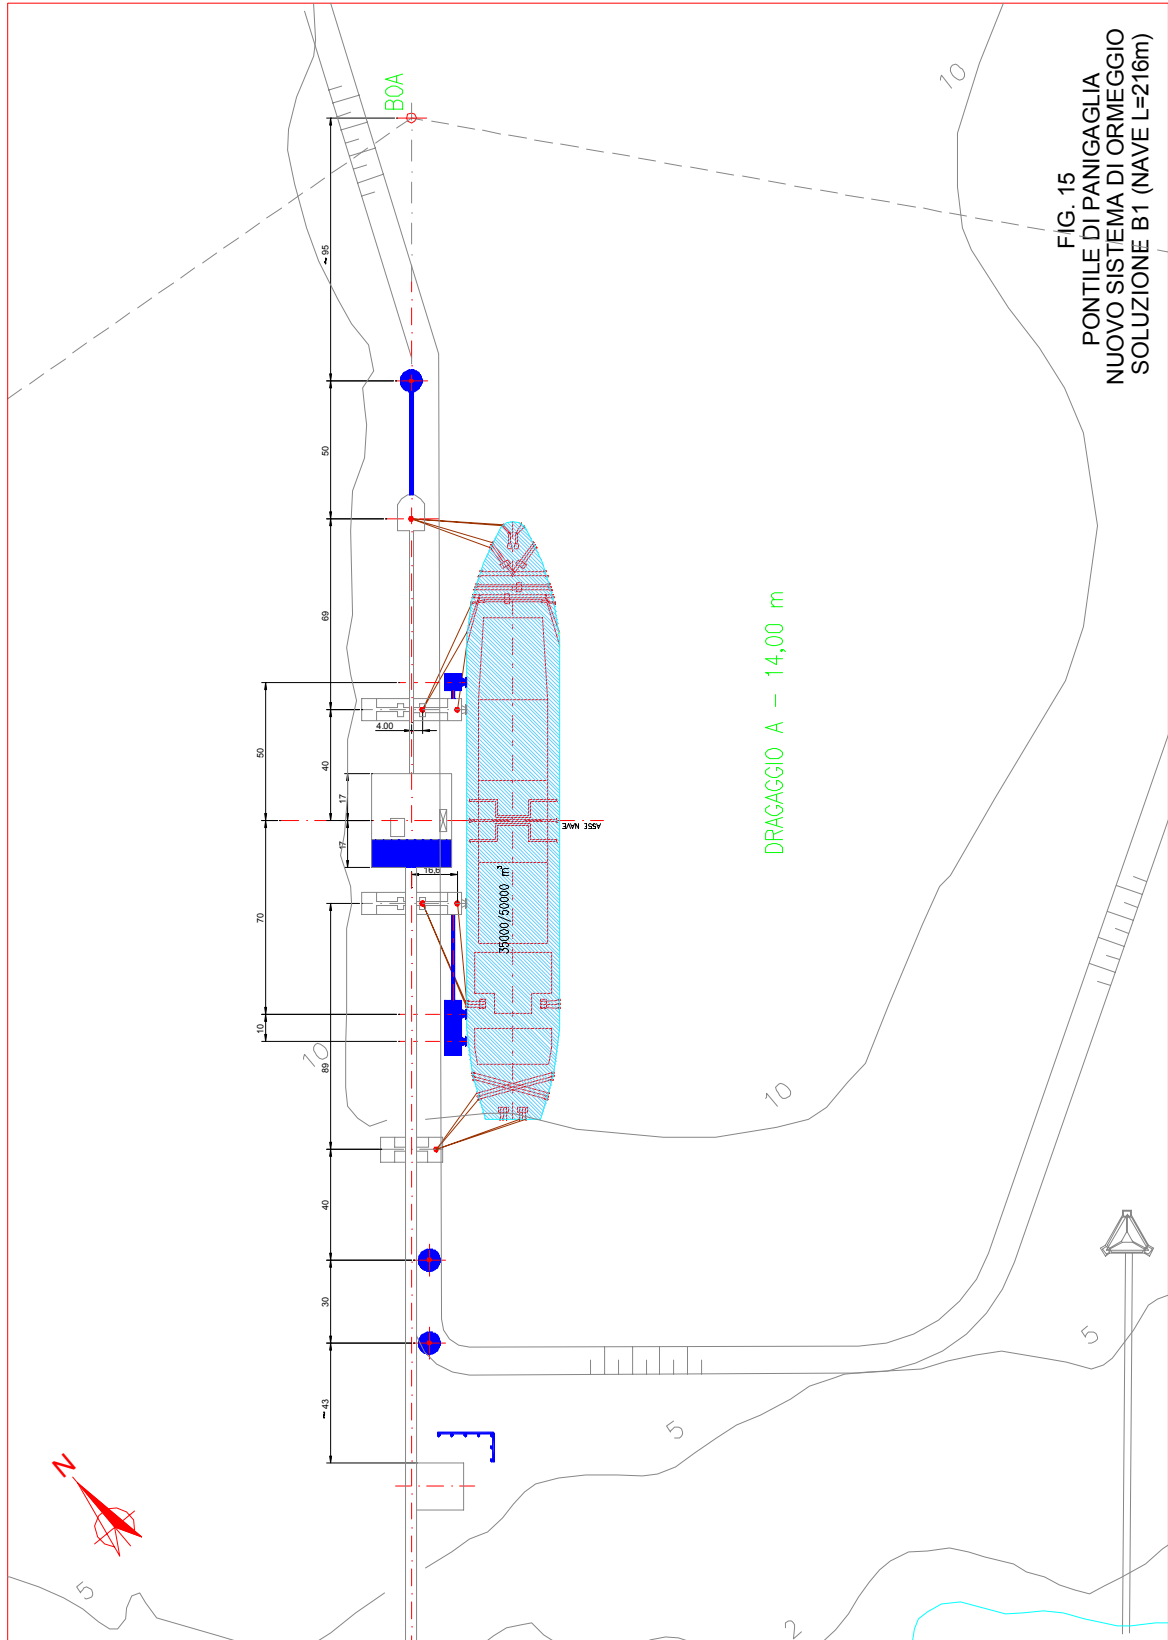 FIG. 15
PONTILE DI PANIGAGLIA
NUOVO SISTEMA DI ORMEGGIO
SOLUZIONE B1 (NAVE L=216m)
BOA
10
~ 95
50
69
50
40
4.00
17
17
ASSE NAVE
16,6
35000/50000 m³
DRAGAGGIO A - 14,00 m
70
10
89
10
10
40
30
~ 43
5
5
N
5
2